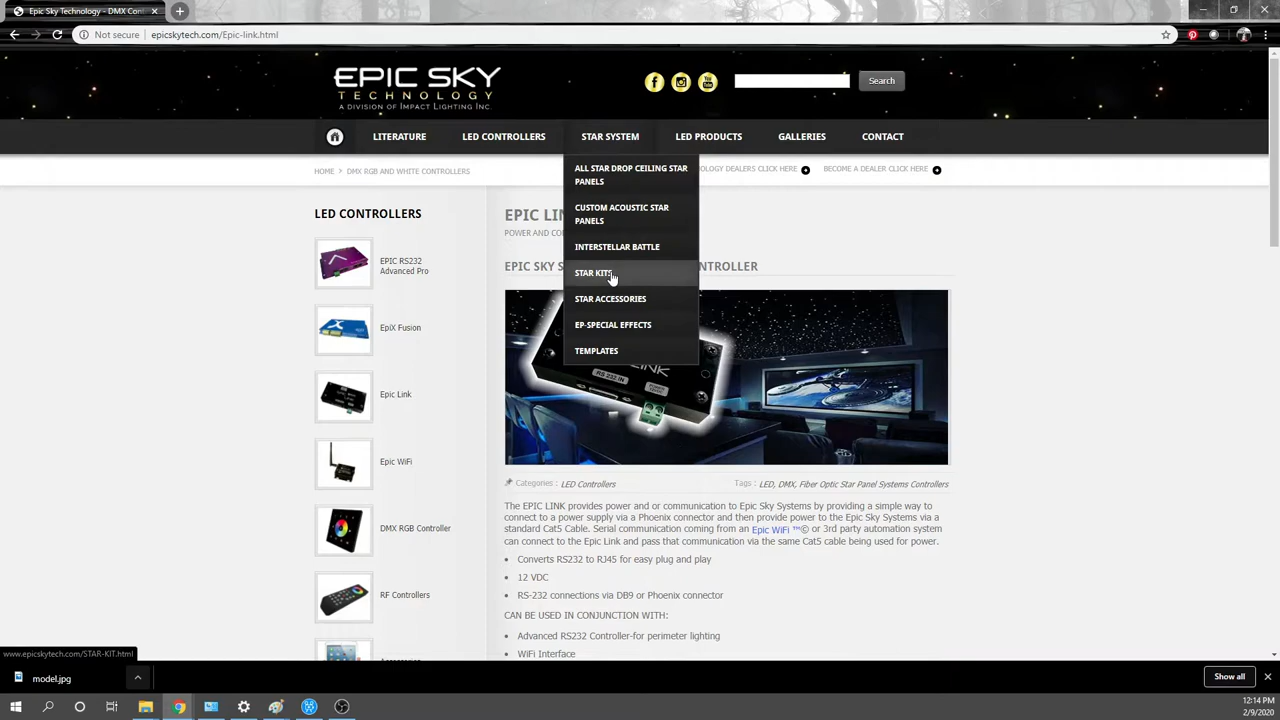 Epic Sky Technology - DMX Con
Not secure | epicskytech.com/Epic-link.html
EPIC SKY
TECHNOLOGY
A DIVISION OF IMPACT LIGHTING INC.
Search
LITERATURE
LED CONTROLLERS
STAR SYSTEM
LED PRODUCTS
GALLERIES
CONTACT
HOME > DMX RGB AND WHITE CONTROLLERS
NOLOGY DEALERS CLICK HERE
BECOME A DEALER CLICK HERE
ALL STAR DROP CEILING STAR
PANELS
CUSTOM ACOUSTIC STAR
PANELS
INTERSTELLAR BATTLE
STAR KITS
STAR ACCESSORIES
EP-SPECIAL EFFECTS
TEMPLATES
LED CONTROLLERS
EPIC RS232
Advanced Pro
EpiX Fusion
Epic Link
Epic WiFi
DMX RGB Controller
RF Controllers
EPIC LIN
POWER AND CO
EPIC SKY S
NTROLLER
RS 232 IN
Categories : LED Controllers
Tags : LED, DMX, Fiber Optic Star Panel Systems Controllers
The EPIC LINK provides power and or communication to Epic Sky Systems by providing a simple way to
connect to a power supply via a Phoenix connector and then provide power to the Epic Sky Systems via a
standard Cat5 Cable. Serial communication coming from an Epic WiFi ™© or 3rd party automation system
can connect to the Epic Link and pass that communication via the same Cat5 cable being used for power.
• Converts RS232 to RJ45 for easy plug and play
• 12 VDC
• RS-232 connections via DB9 or Phoenix connector
CAN BE USED IN CONJUNCTION WITH:
• Advanced RS232 Controller-for perimeter lighting
• WiFi Interface
www.epicskytech.com/STAR-KIT.html
model.jpg
Show all
12:14 PM
2/9/2020